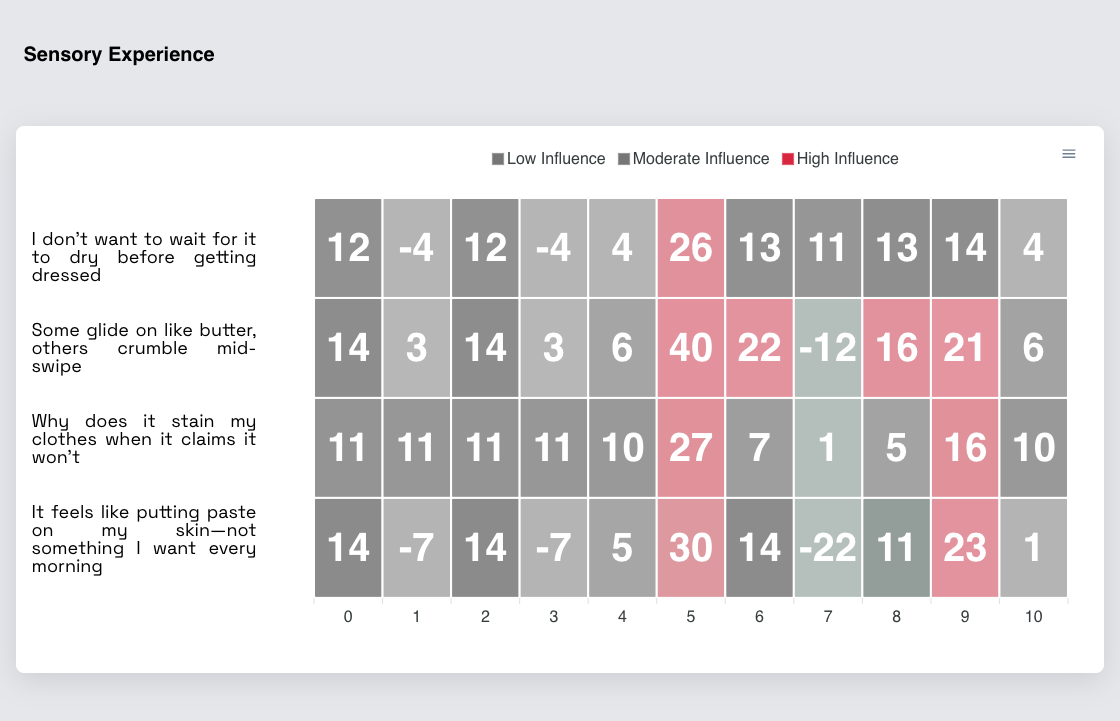 Sensory Experience
Low Influence Moderate Influence High Influence
I don't want to wait for it
to dry before getting
dressed
12 -4 12 -4 4 26 13 11 13 14 4
Some glide on like butter,
others crumble mid-
swipe
14 3 14 3 6 40 22 -12 16 21 6
Why does it stain my
clothes when it claims it
won't
11 11 11 11 10 27 7 1 5 16 10
It feels like putting paste
on my skin—not
something I want every
morning
14 -7 14 -7 5 30 14 -22 11 23 1
0 1 2 3 4 5 6 7 8 9 10